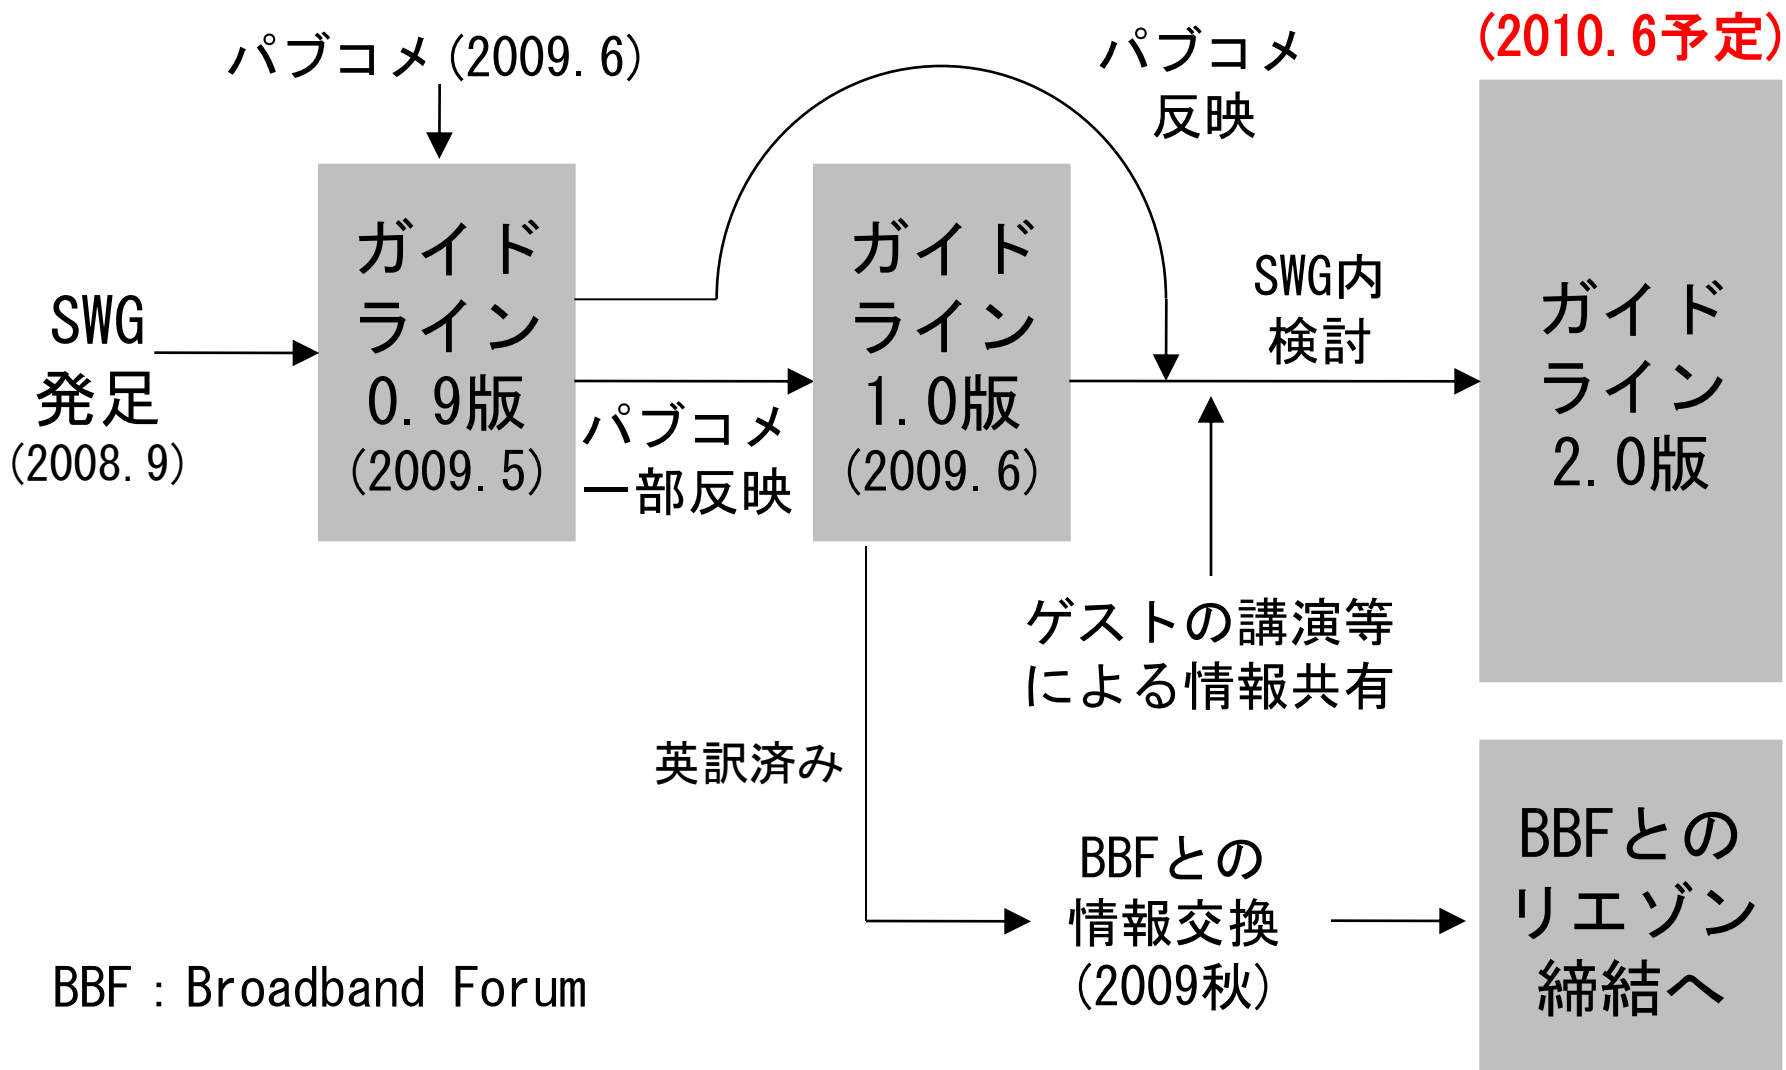 (2010.6予定)
パブコメ(2009.6)
パブコメ
反映
SWG
発足
(2008.9)
ガイド
ライン
0.9版
(2009.5)
パブコメ
一部反映
ガイド
ライン
1.0版
(2009.6)
SWG内
検討
ガイド
ライン
2.0版
ゲストの講演等
による情報共有
英訳済み
BBFとの
情報交換
(2009秋)
BBFとの
リエゾン
締結へ
BBF：Broadband Forum